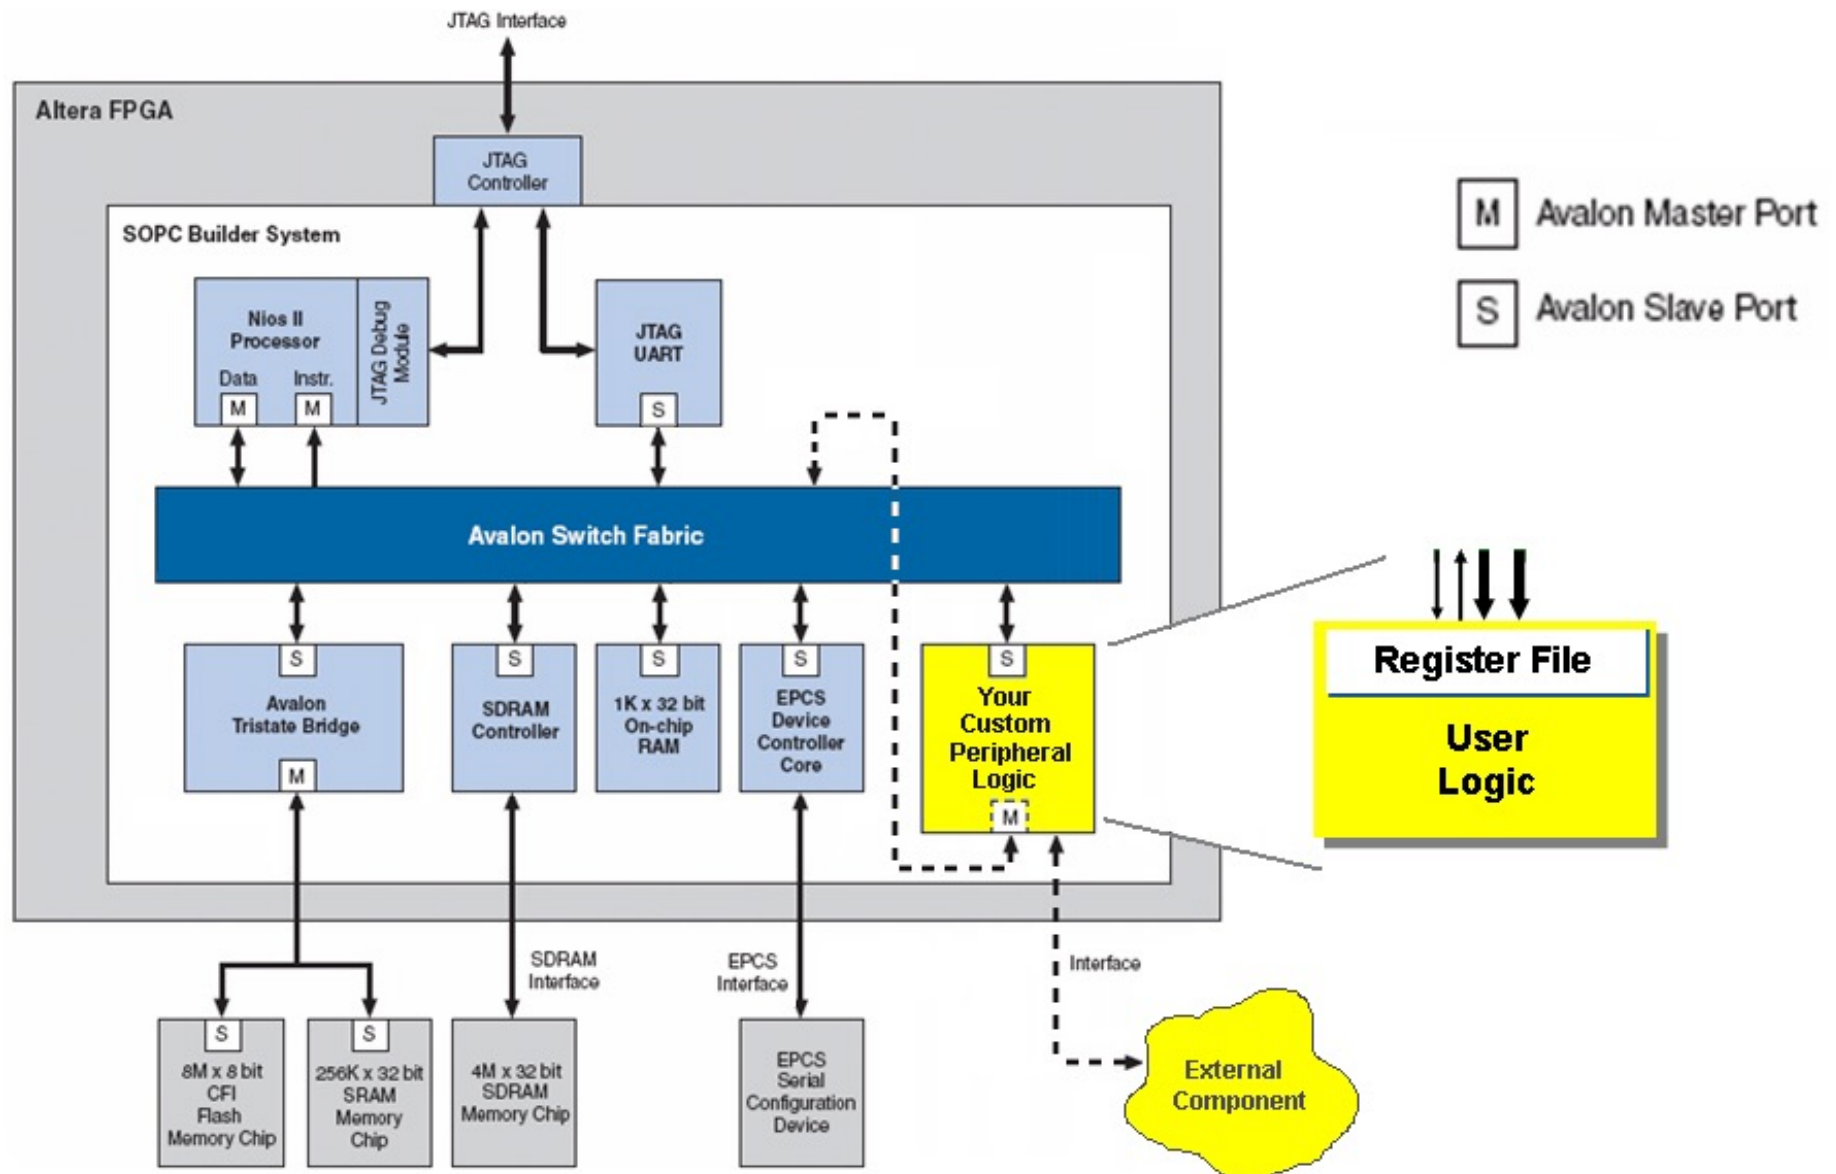 JTAG Interface
Altera FPGA
JTAG
Controller
SOPC Builder System
Nios II
Processor
Data
Instr.
M
M
JTAG Debug
Module
JTAG
UART
S
M
Avalon Master Port
S
Avalon Slave Port
Avalon Switch Fabric
S
Avalon
Tristate Bridge
M
S
SDRAM
Controller
S
1K x 32 bit
On-chip
RAM
S
EPCS
Device
Controller
Core
S
Your
Custom
Peripheral
Logic
M
Register File
User
Logic
SDRAM
Interface
EPCS
Interface
Interface
S
8M x 8 bit
CFI
Flash
Memory Chip
S
256K x 32 bit
SRAM
Memory
Chip
4M x 32 bit
SDRAM
Memory Chip
EPCS
Serial
Configuration
Device
External
Component